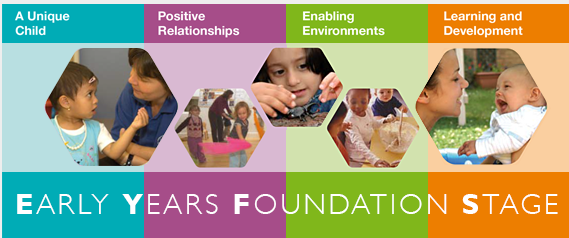 A Unique
Child
Positive
Relationships
Enabling
Environments
Learning and
Development
EARLY YEARS FOUNDATION STAGE